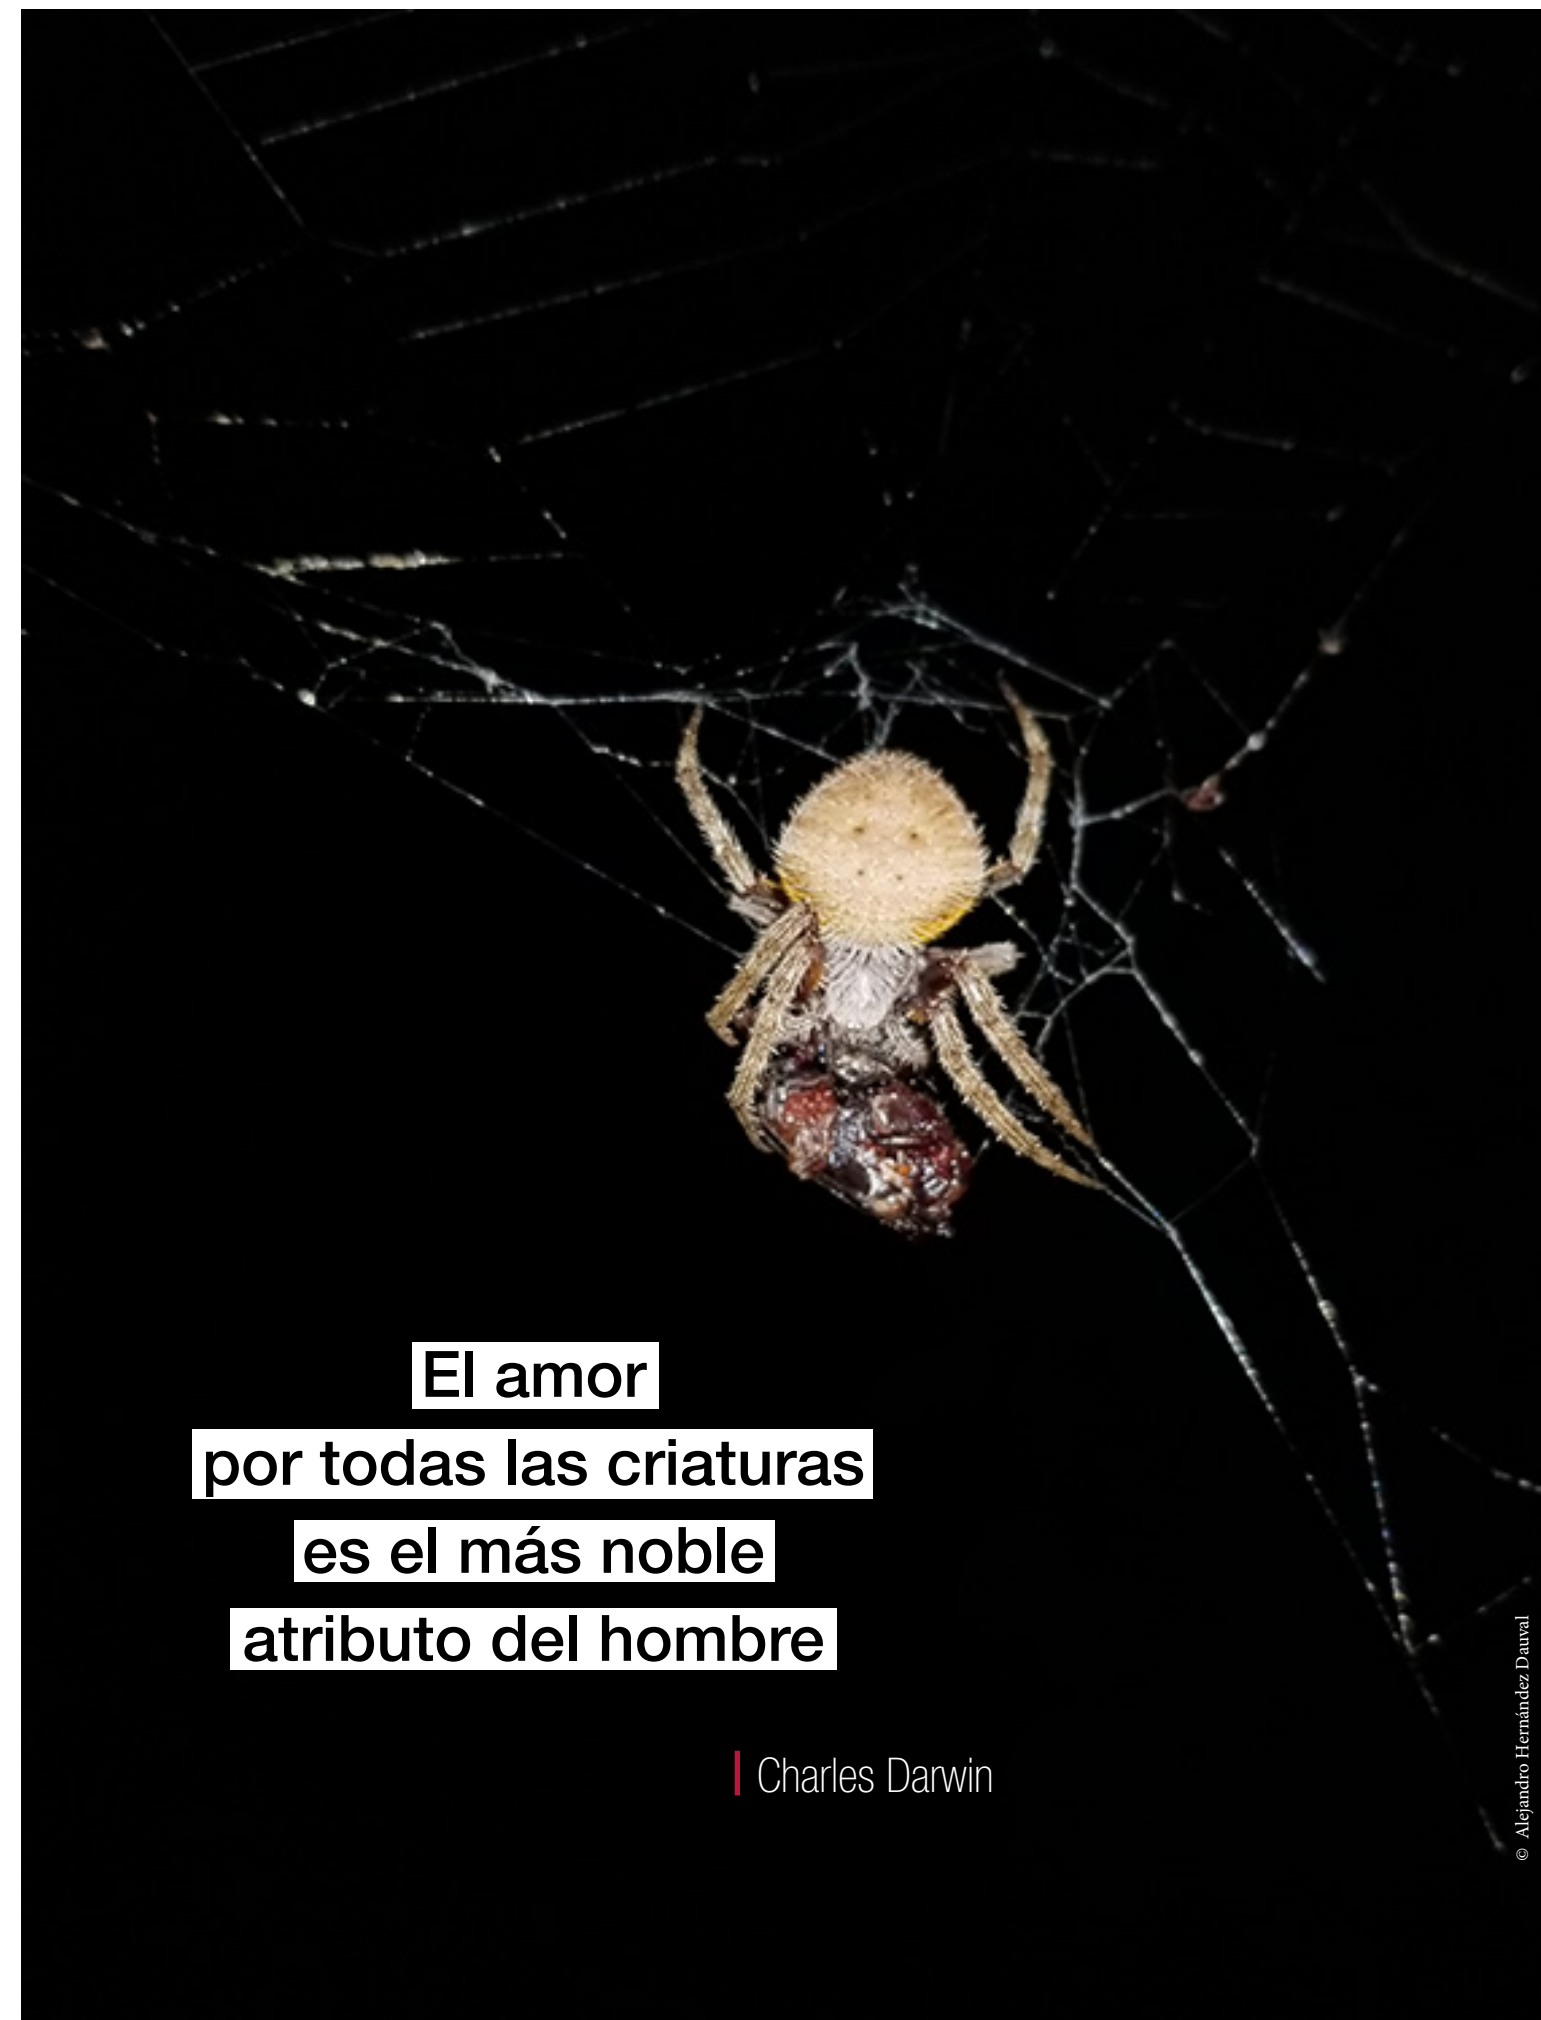 El amor
por todas las criaturas
es el más noble
atributo del hombre
Charles Darwin
© Alejandro Hernández Dauval